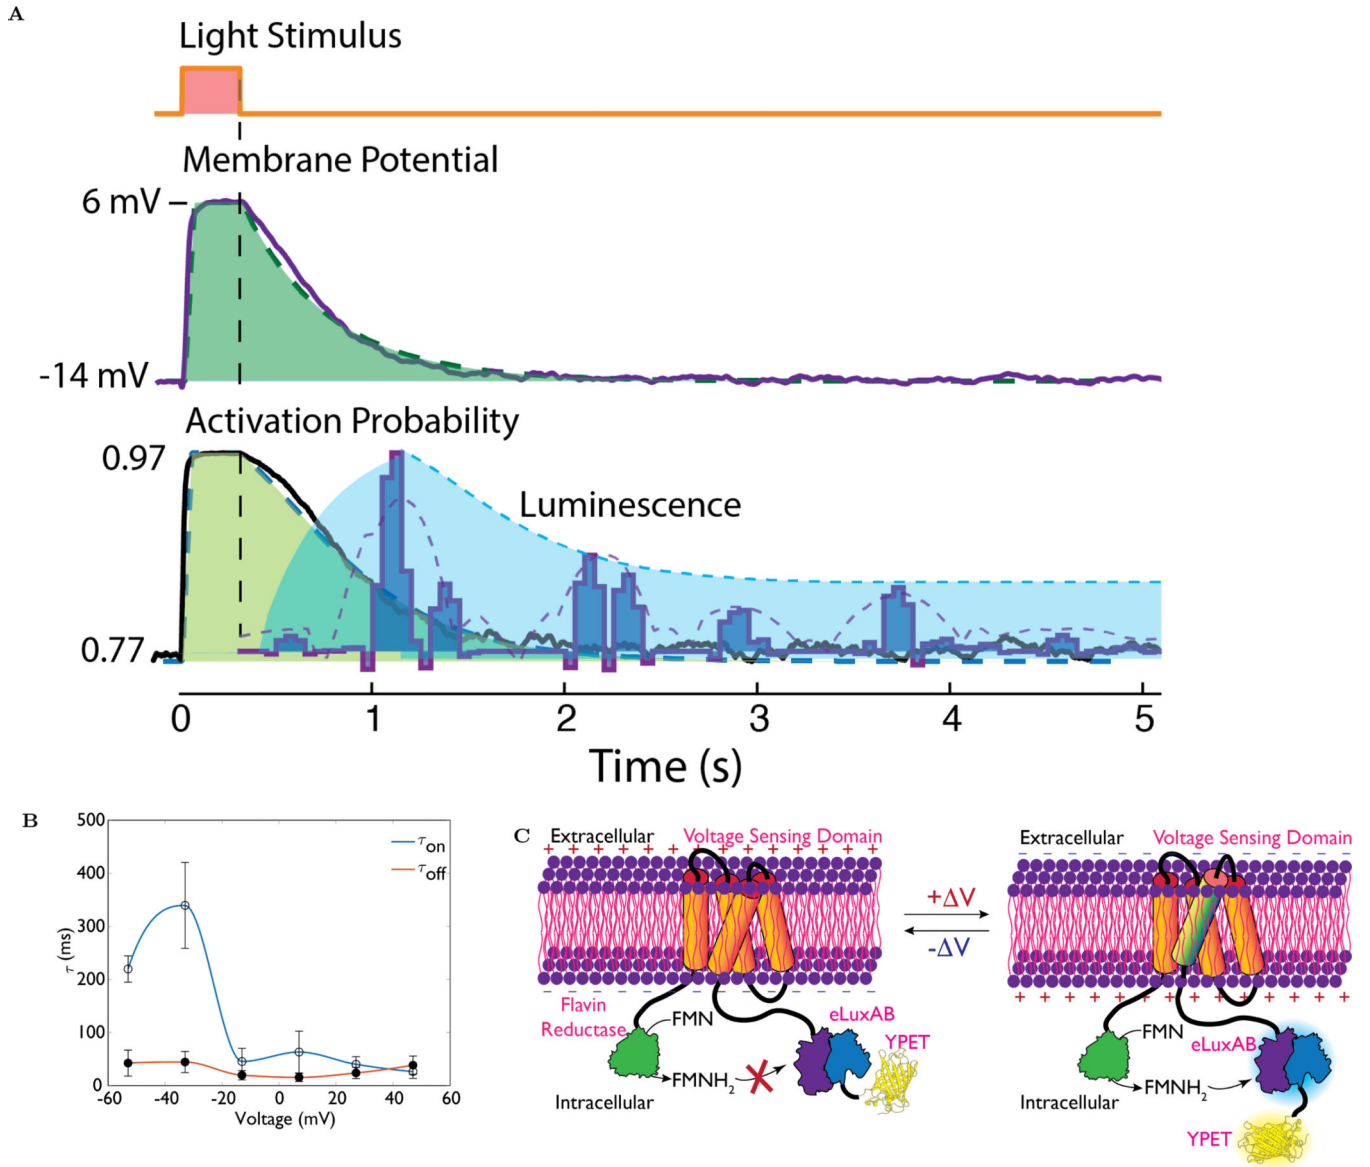 A
Light Stimulus
Membrane Potential
6 mV
-14 mV
Activation Probability
0.97
Luminescence
0.77
0 1 2 3 4 5
Time (s)
B
500
400
300
200
100
0
τ (ms)
τon
τoff
-60 -40 -20 0 20 40 60
Voltage (mV)
C
Extracellular Voltage Sensing Domain
+ + + + + + + + + + + + +
- - - - - - - - - - - - -
Flavin
Reductase
FMN
FMNH2
eLuxAB
YPET
Intracellular
+ΔV
-ΔV
Extracellular Voltage Sensing Domain
- - - - - - - - - - - - -
+ + + + + + + + + + + + +
FMN
eLuxAB
FMNH2
Intracellular
YPET